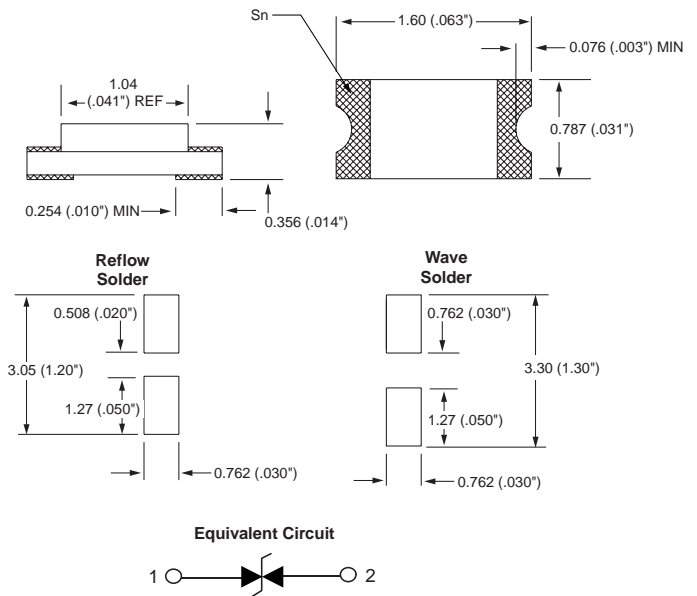 Sn
1.60 (.063")
0.076 (.003") MIN
1.04
(.041") REF
0.787 (.031")
0.254 (.010") MIN
0.356 (.014")
Reflow
Solder
Wave
Solder
0.508 (.020")
0.762 (.030")
3.05 (1.20")
3.30 (1.30")
1.27 (.050")
1.27 (.050")
0.762 (.030")
0.762 (.030")
Equivalent Circuit
1
2